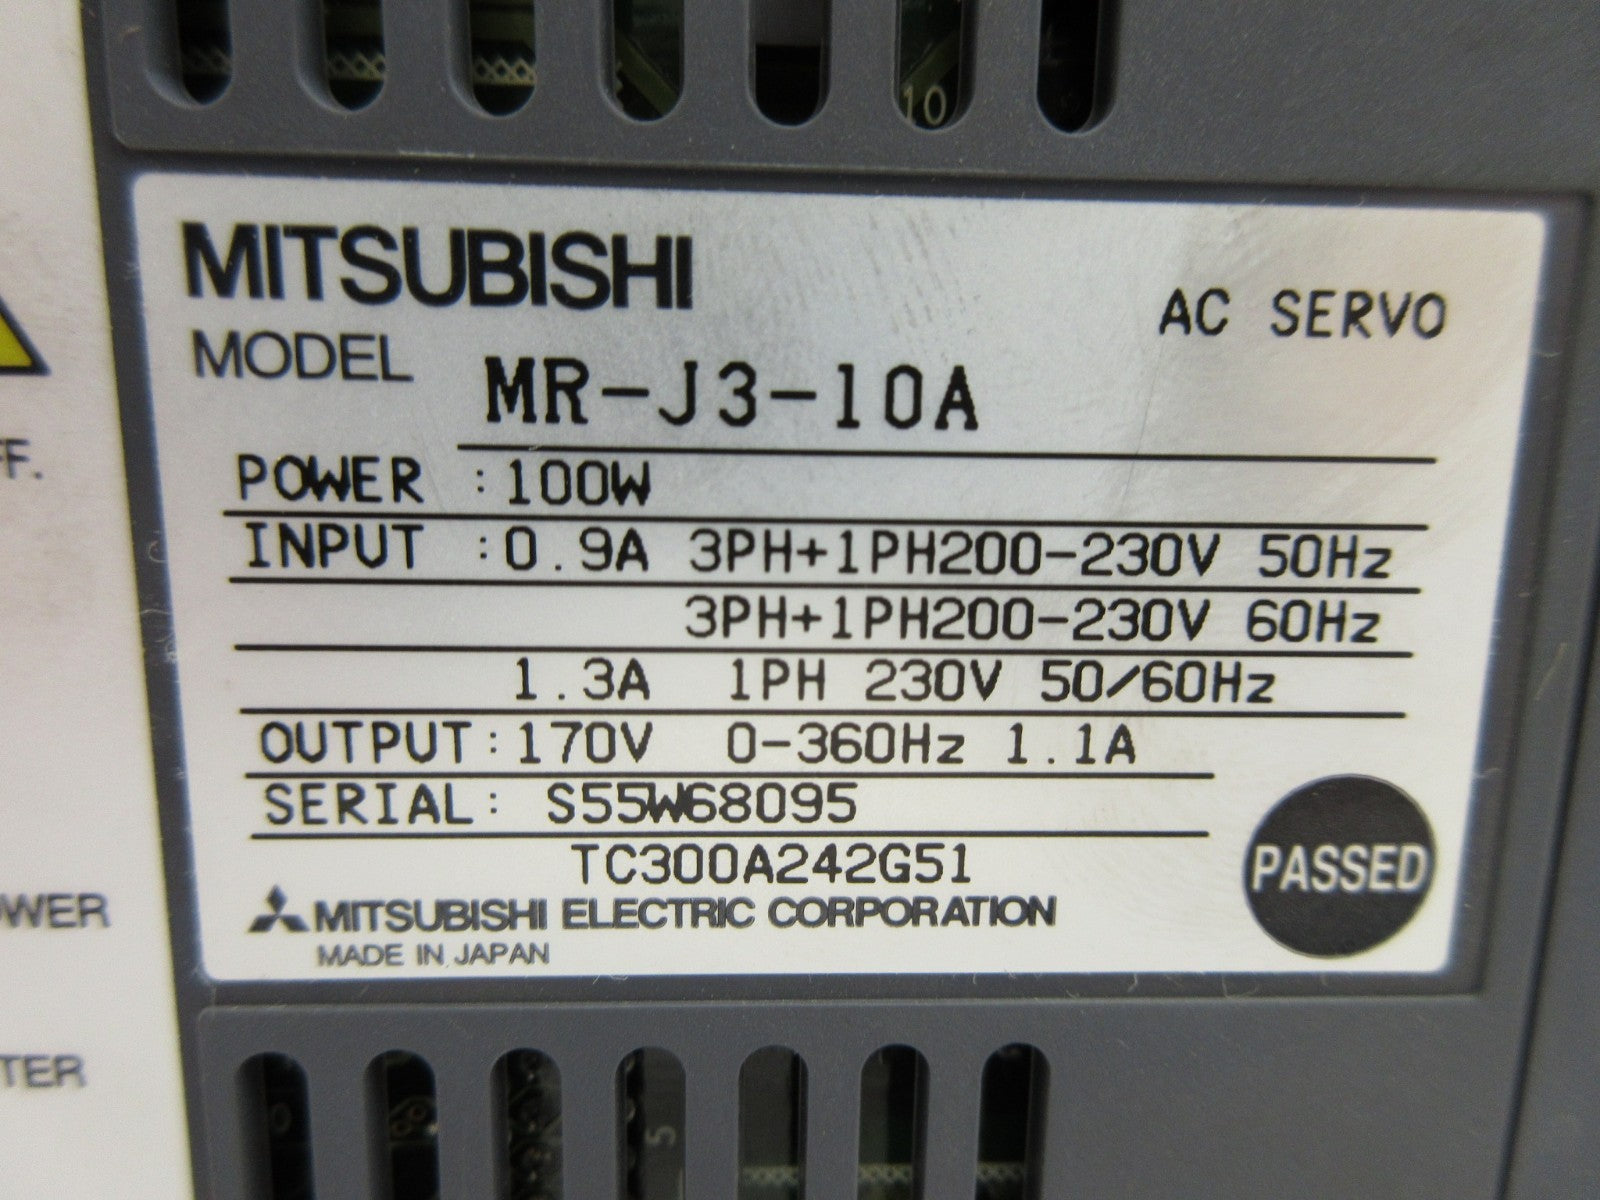 10
MITSUBISHI
AC SERVO
MODEL MR-J3-10A
POWER :100W
INPUT :0.9A 3PH+1PH200-230V 50Hz
3PH+1PH200-230V 60Hz
1.3A 1PH 230V 50/60Hz
OUTPUT:170V 0-360Hz 1.1A
SERIAL: S55W68095
TC300A242G51
PASSED
MITSUBISHI ELECTRIC CORPORATION
MADE IN JAPAN
FF.
OWER
TER
5